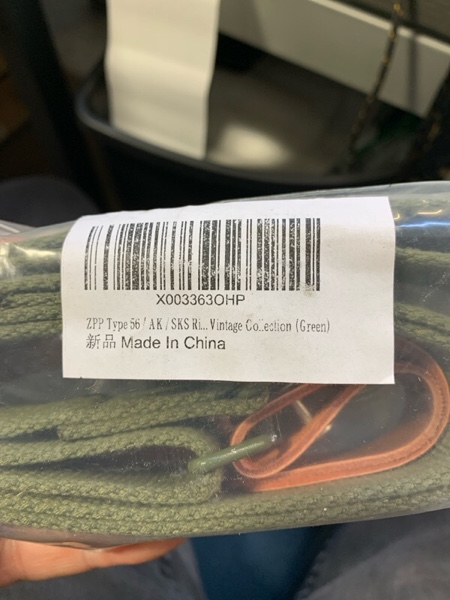 X003363OHP
ZPP Type 56 / AK / SKS Ri... Vintage Collection (Green)
新品 Made In China